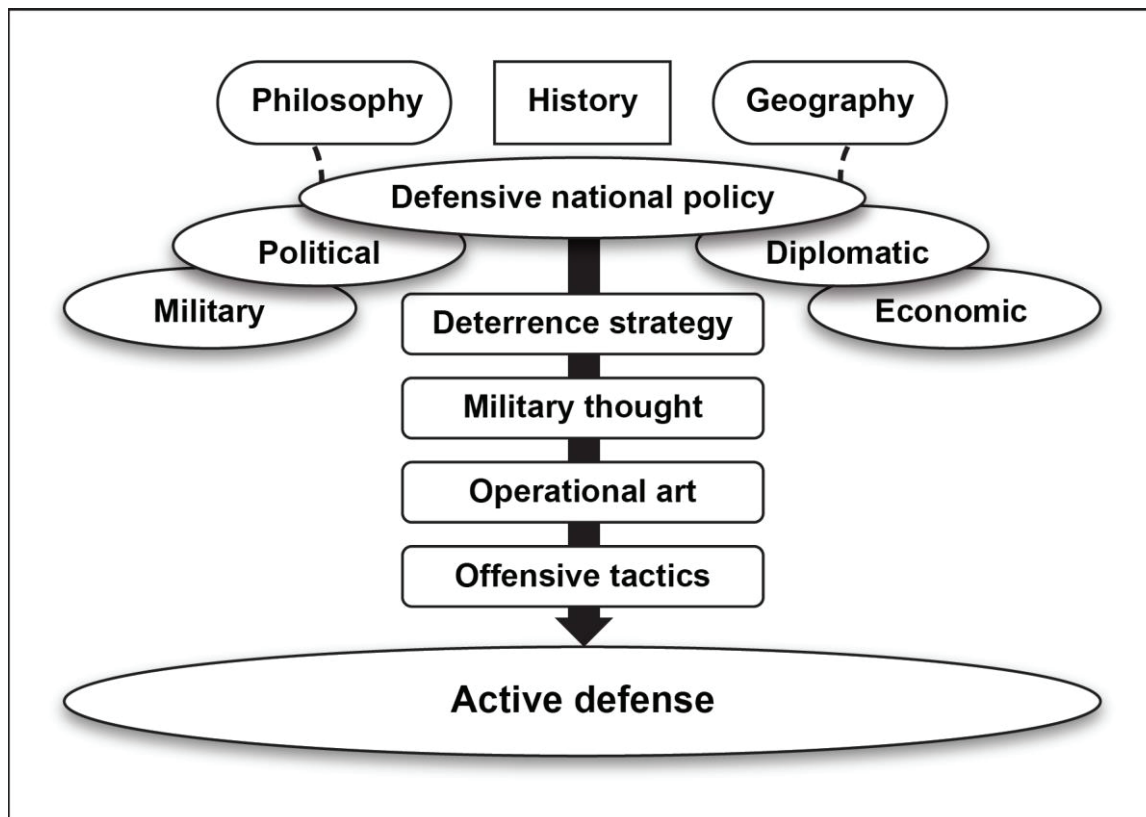 Philosophy
History
Geography
Defensive national policy
Political
Diplomatic
Military
Economic
Deterrence strategy
Military thought
Operational art
Offensive tactics
Active defense